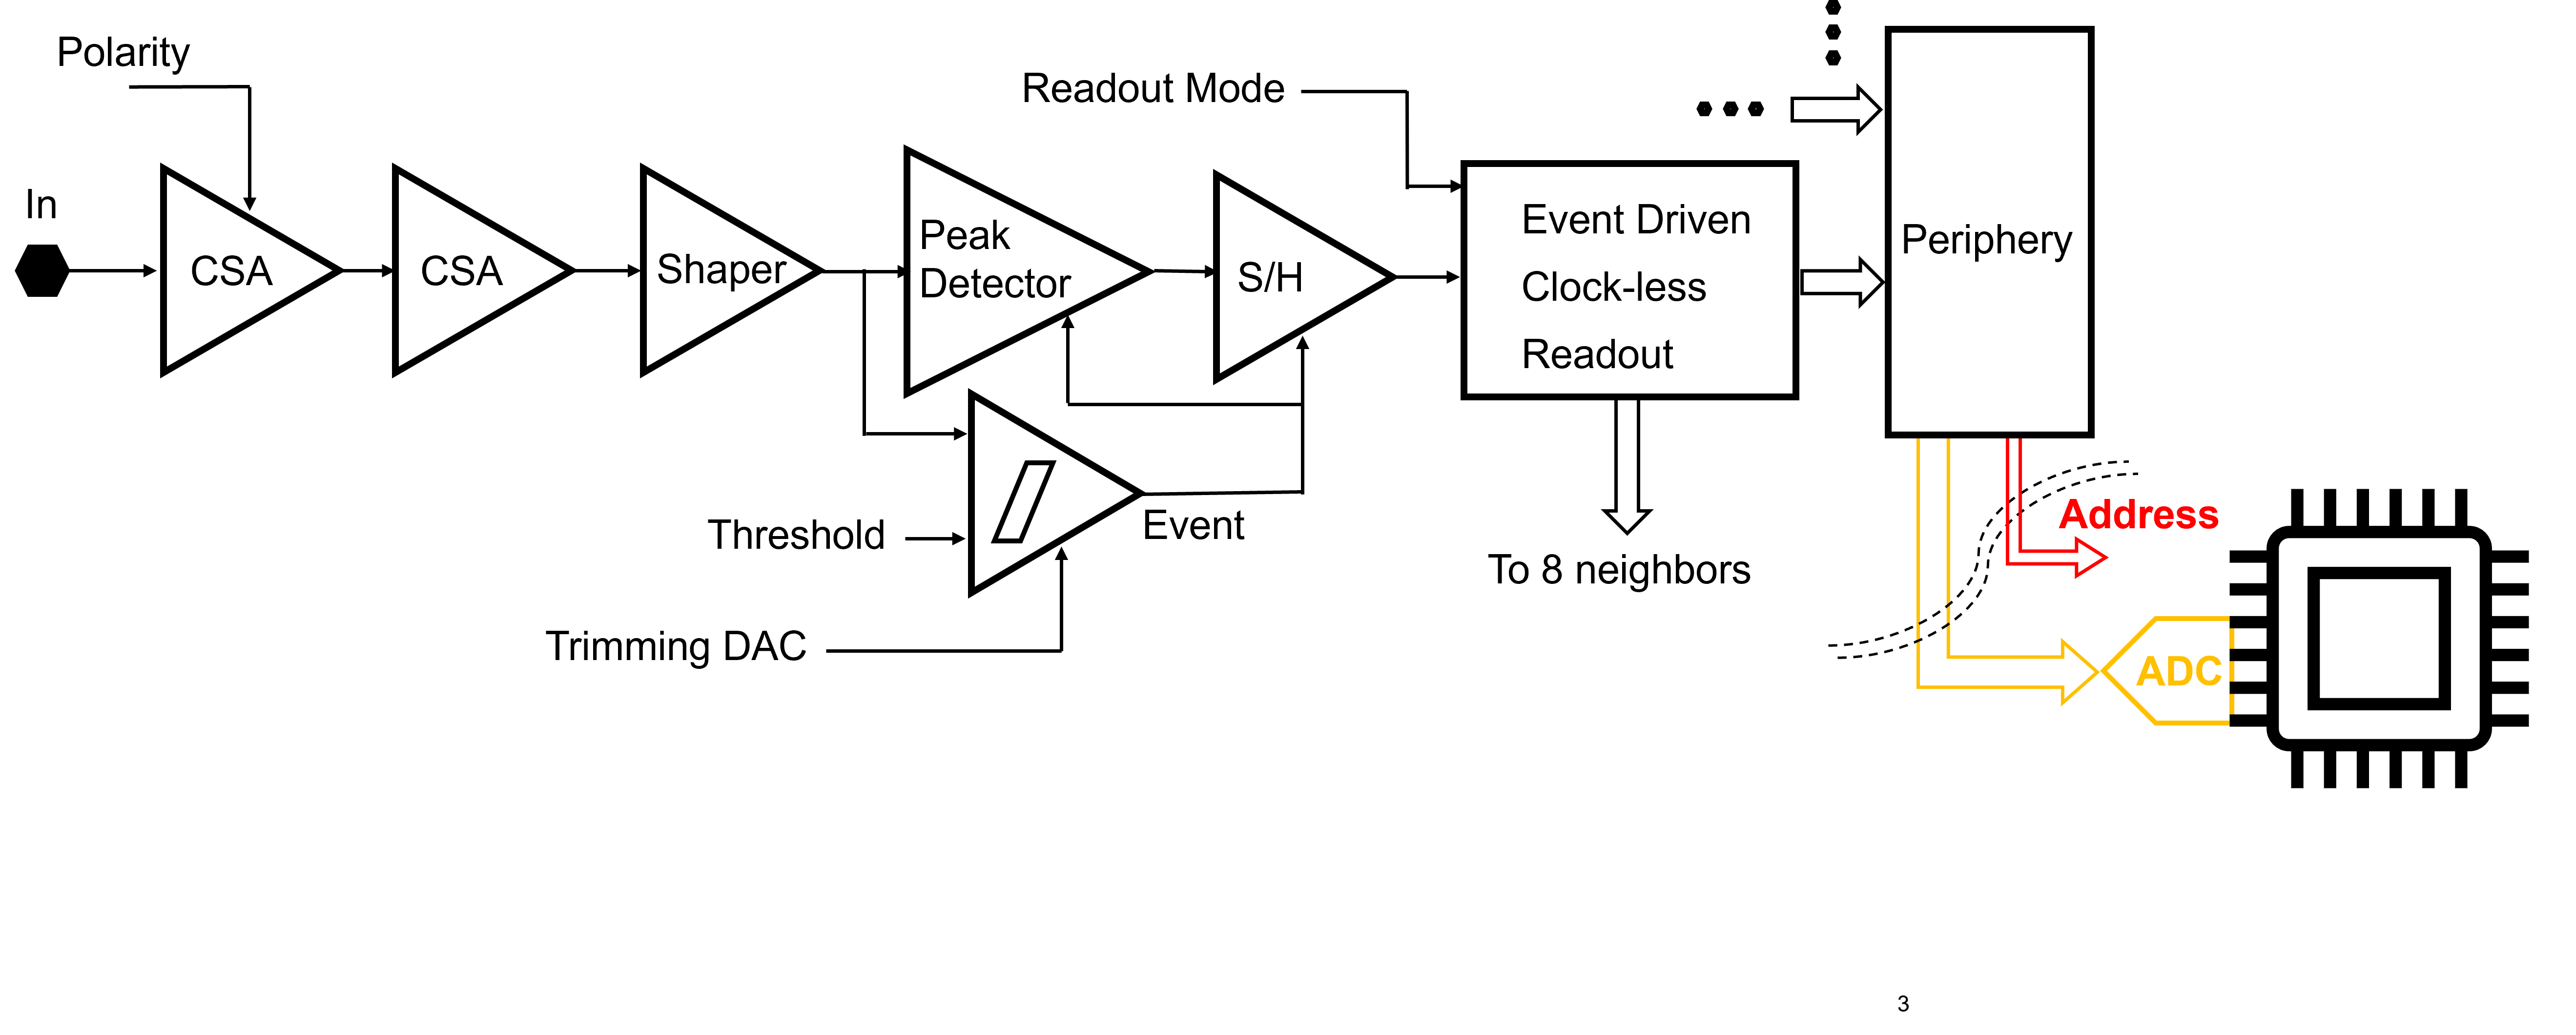 Polarity
In
CSA
CSA
Shaper
Peak
Detector
S/H
Readout Mode
Event Driven
Clock-less
Readout
Periphery
Threshold
Event
Trimming DAC
To 8 neighbors
Address
ADC
3